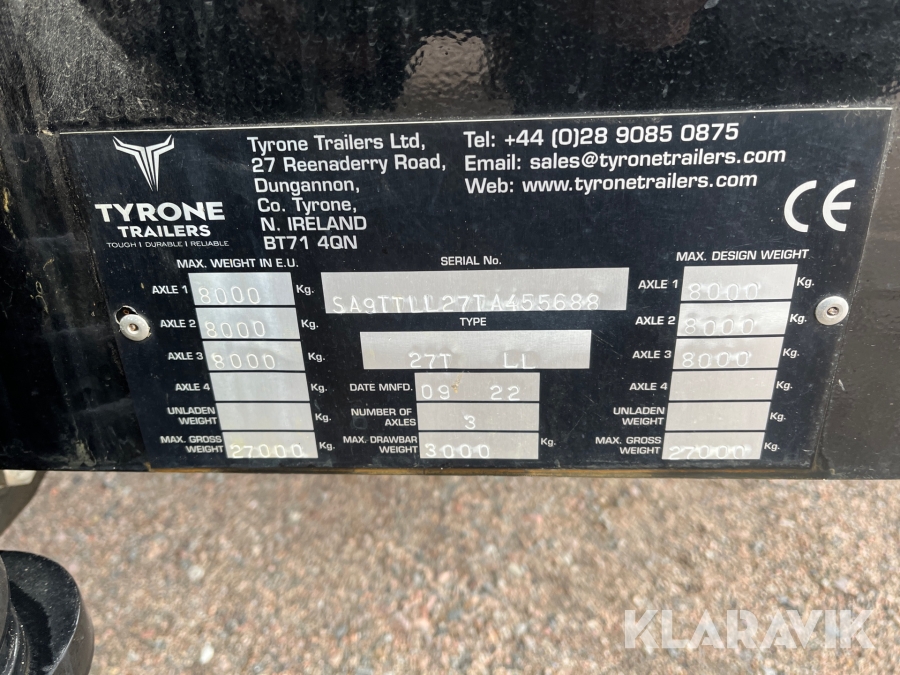 TYRONE
TRAILERS
TOUGH | DURABLE | RELIABLE
Tyrone Trailers Ltd,
27 Reenaderry Road,
Dungannon,
Co. Tyrone,
N. IRELAND
BT71 4QN
Tel: +44 (0)28 9085 0875
Email: sales@tyronetrailers.com
Web: www.tyronetrailers.com
CE
MAX. WEIGHT IN E.U.
AXLE 1 8000 Kg.
AXLE 2 8000 Kg.
AXLE 3 8000 Kg.
AXLE 4 Kg.
UNLADEN WEIGHT Kg.
MAX. GROSS WEIGHT 27000 Kg.
SERIAL No.
SA9TTLL27TA455688
TYPE
27T LL
DATE MNFD. 09 22
NUMBER OF AXLES 3
MAX. DRAWBAR WEIGHT 3000 Kg.
MAX. DESIGN WEIGHT
AXLE 1 8000 Kg.
AXLE 2 8000 Kg.
AXLE 3 8000 Kg.
AXLE 4 Kg.
UNLADEN WEIGHT Kg.
MAX. GROSS WEIGHT 27000 Kg.
KLARAVIK